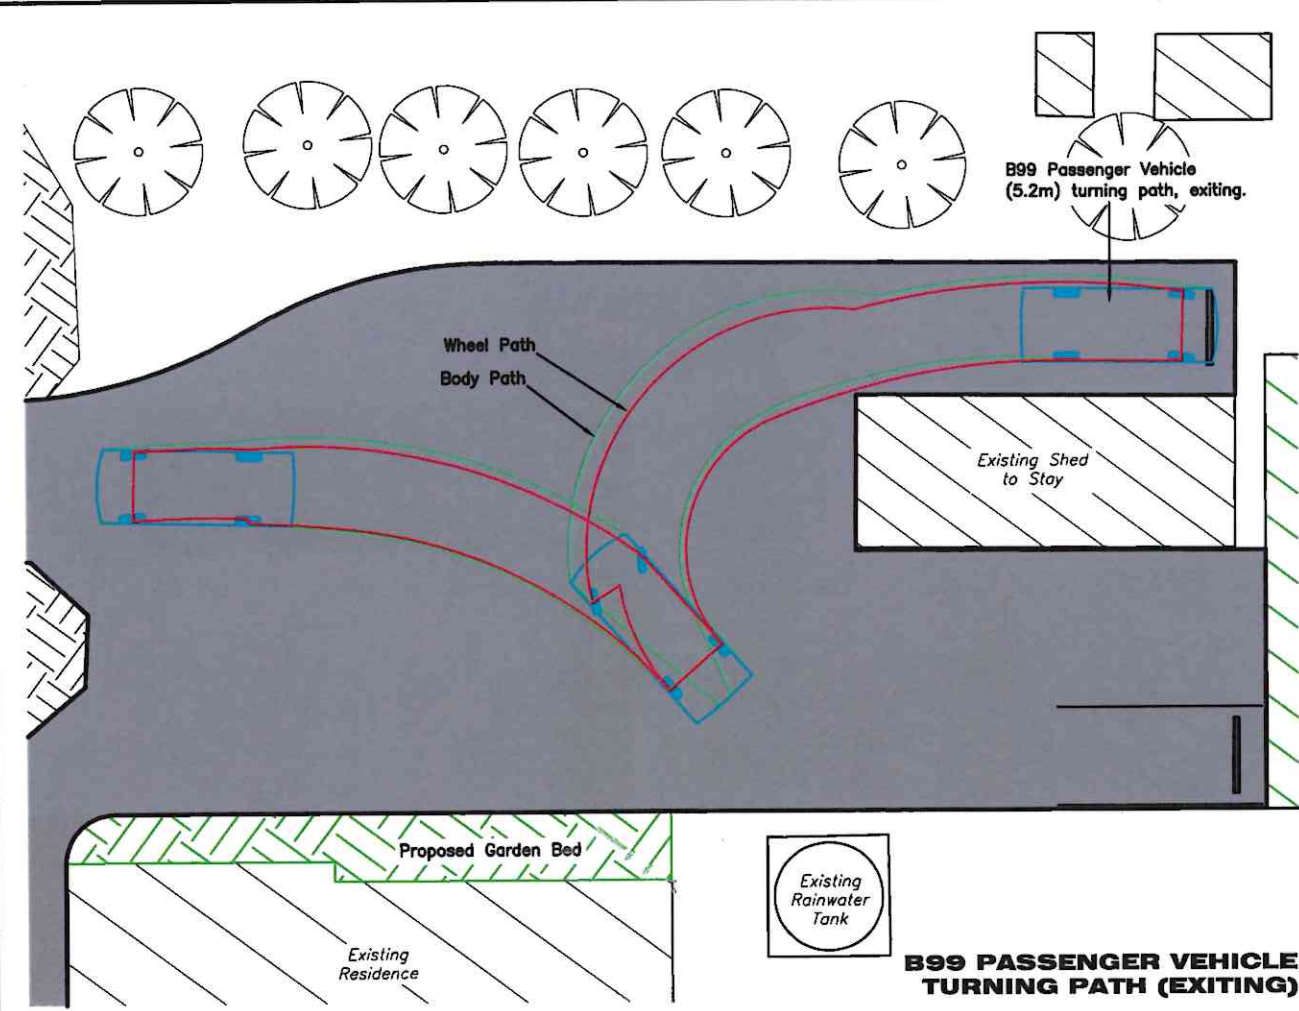 B99 Passenger Vehicle
(5.2m) turning path, exiting.
Wheel Path
Body Path
Existing Shed
to Stay
Proposed Garden Bed
Existing
Rainwater
Tank
Existing
Residence
B99 PASSENGER VEHICLE
TURNING PATH (EXITING)